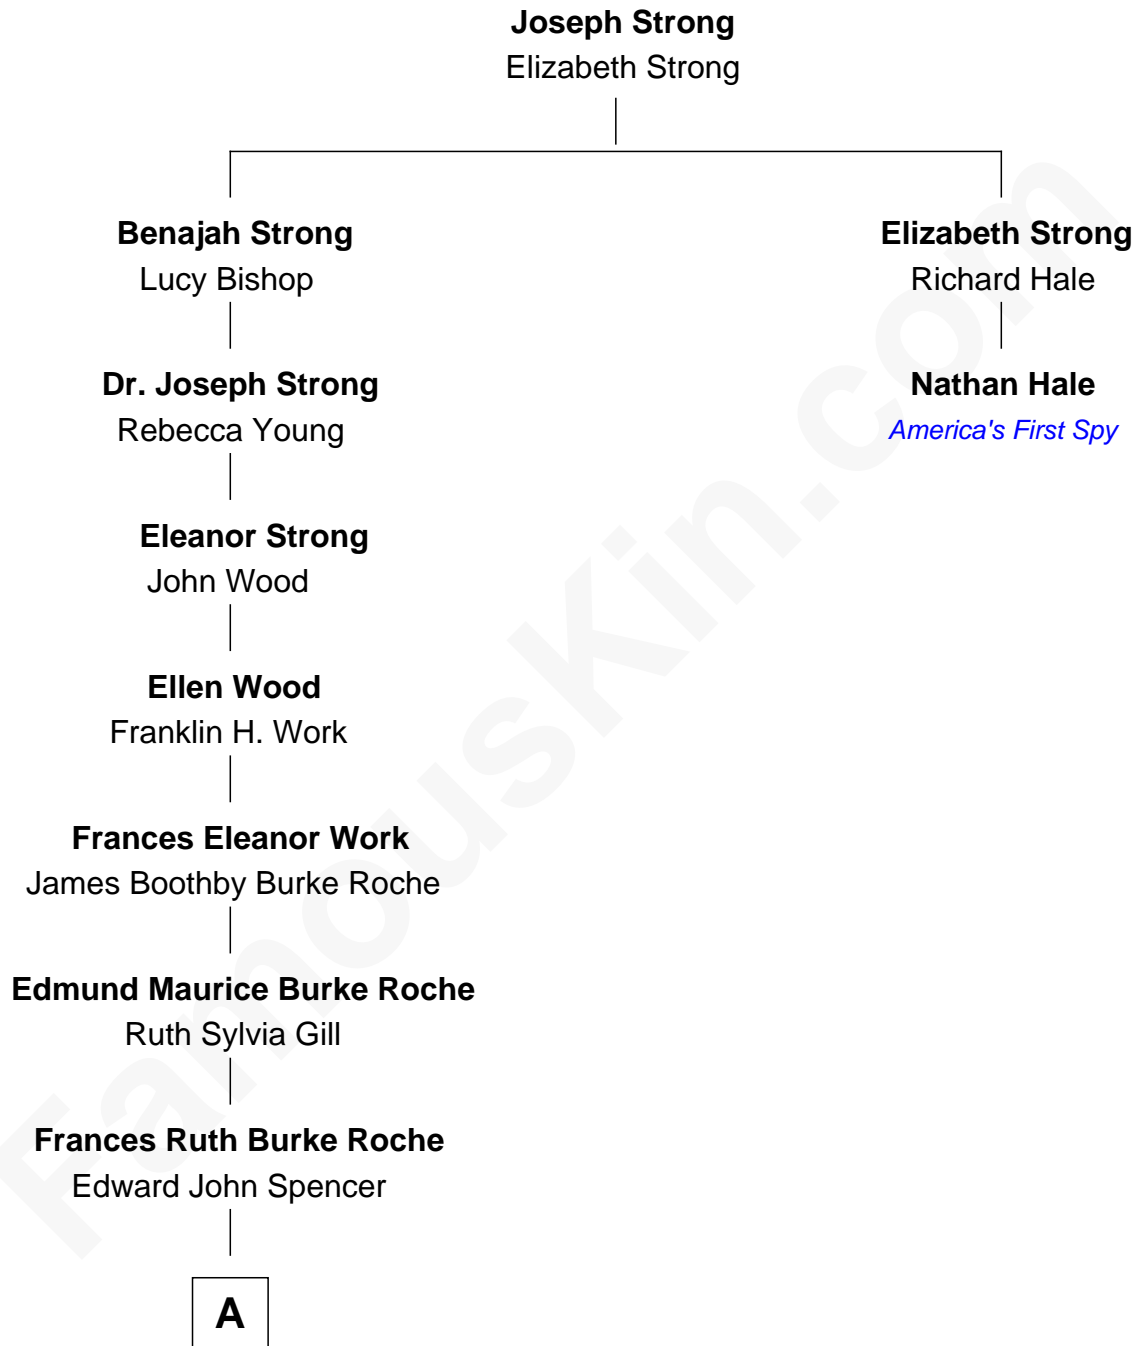 Joseph Strong
Elizabeth Strong
Benajah Strong
Lucy Bishop
Elizabeth Strong
Richard Hale
Dr. Joseph Strong
Rebecca Young
Nathan Hale
America's First Spy
Eleanor Strong
John Wood
Ellen Wood
Franklin H. Work
Frances Eleanor Work
James Boothby Burke Roche
Edmund Maurice Burke Roche
Ruth Sylvia Gill
Frances Ruth Burke Roche
Edward John Spencer
A
FamousKin.com